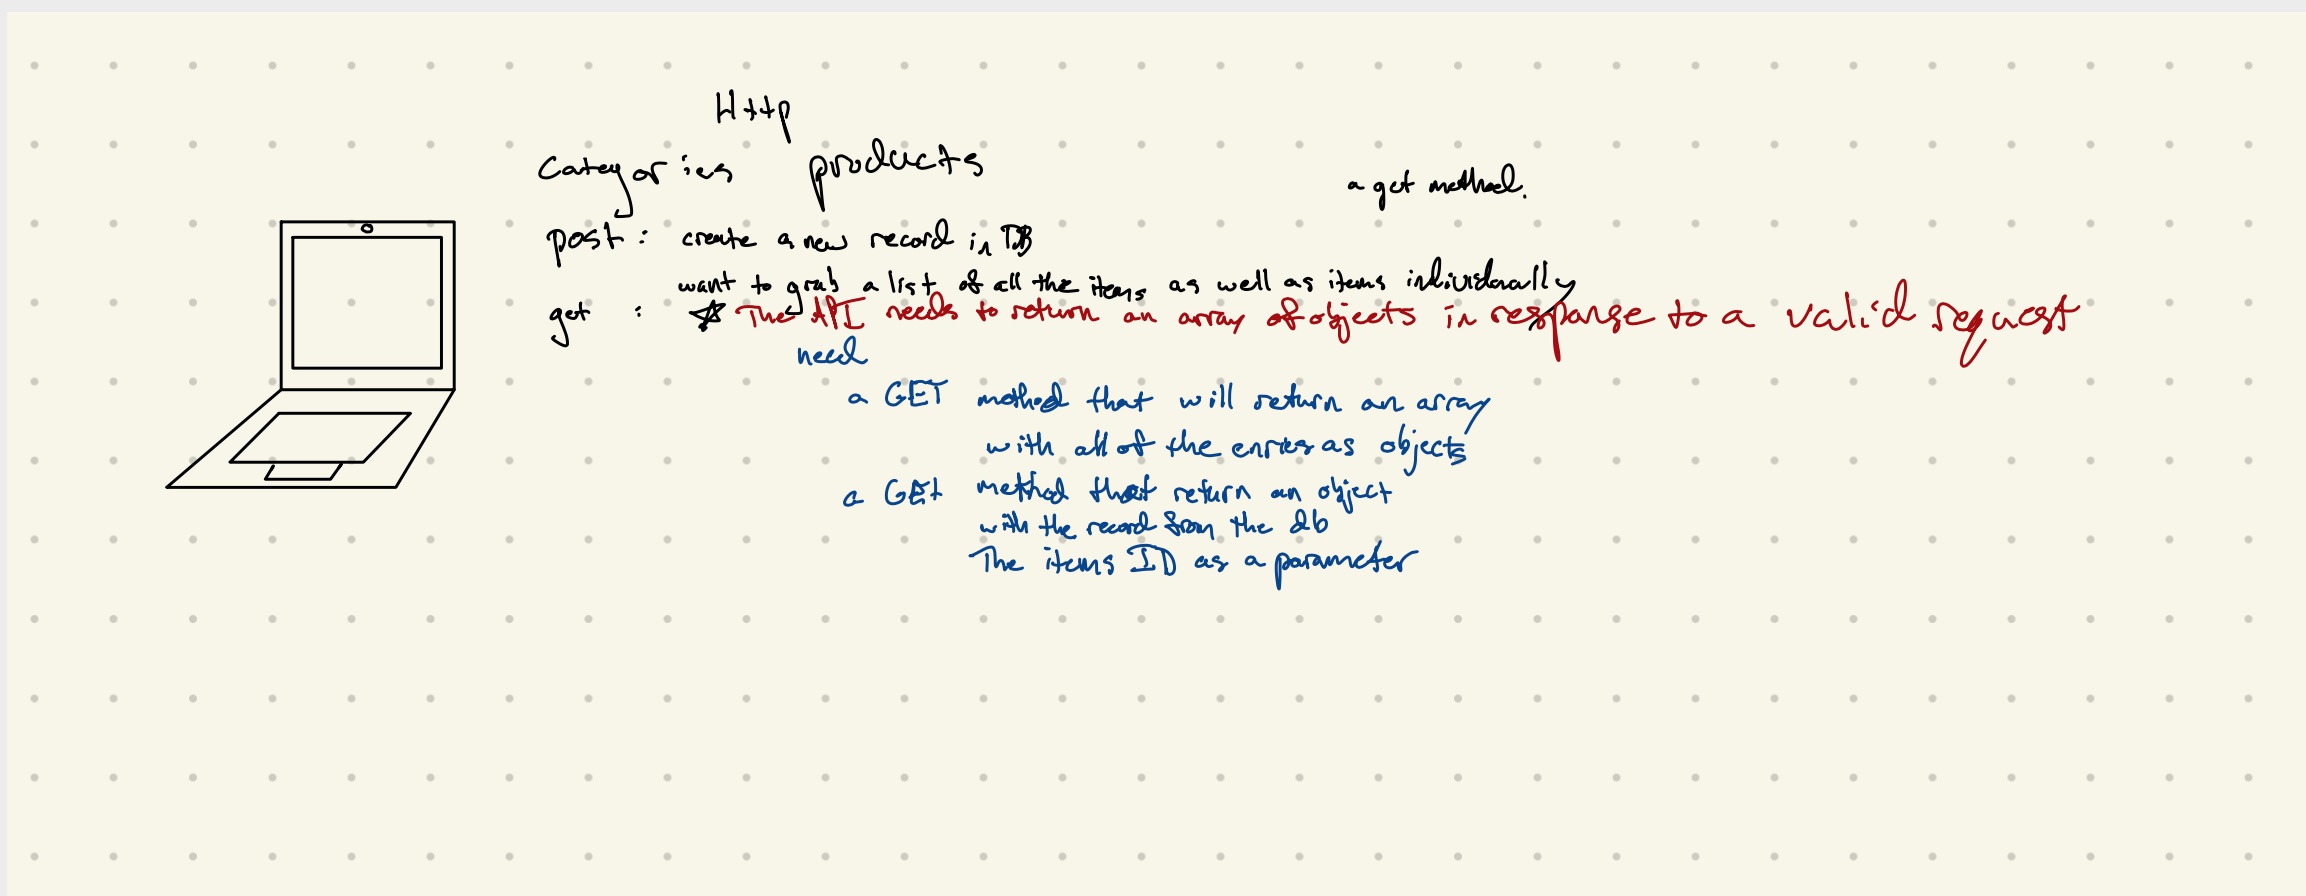 Http
Categories products
a get method.
post : create a new record in DB
want to grab a list of all the items as well as items individually
get : The API needs to return an array of objects in response to a valid request
need
a GET method that will return an array
with all of the enries as objects
a GEt method that return an object
with the record from the db
The items ID as a parameter